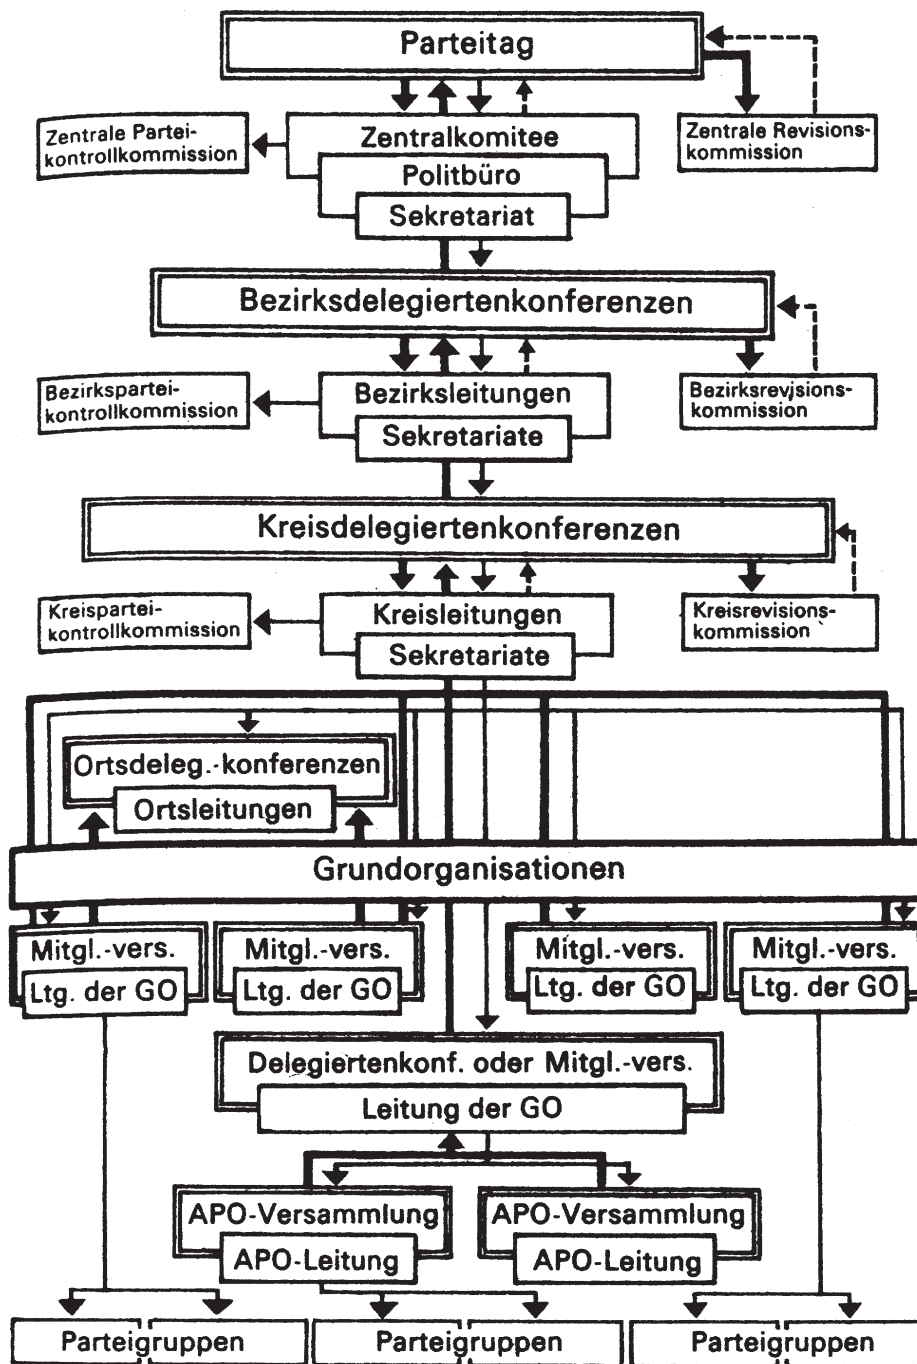 Parteitag
Zentrale Partei-
kontrollkommission
Zentralkomitee
Politbüro
Sekretariat
Zentrale Revisions-
kommission
Bezirksdelegiertenkonferenzen
Bezirkspartei-
kontrollkommission
Bezirksleitungen
Sekretariate
Bezirksrevisions-
kommission
Kreisdelegiertenkonferenzen
Kreispartei-
kontrollkommission
Kreisleitungen
Sekretariate
Kreisrevisions-
kommission
Ortsdeleg.-konferenzen
Ortsleitungen
Grundorganisationen
Mitgl.-vers.
Ltg. der GO
Mitgl.-vers.
Ltg. der GO
Mitgl.-vers.
Ltg. der GO
Mitgl.-vers.
Ltg. der GO
Delegiertenkonf. oder Mitgl.-vers.
Leitung der GO
APO-Versammlung
APO-Leitung
APO-Versammlung
APO-Leitung
Parteigruppen
Parteigruppen
Parteigruppen